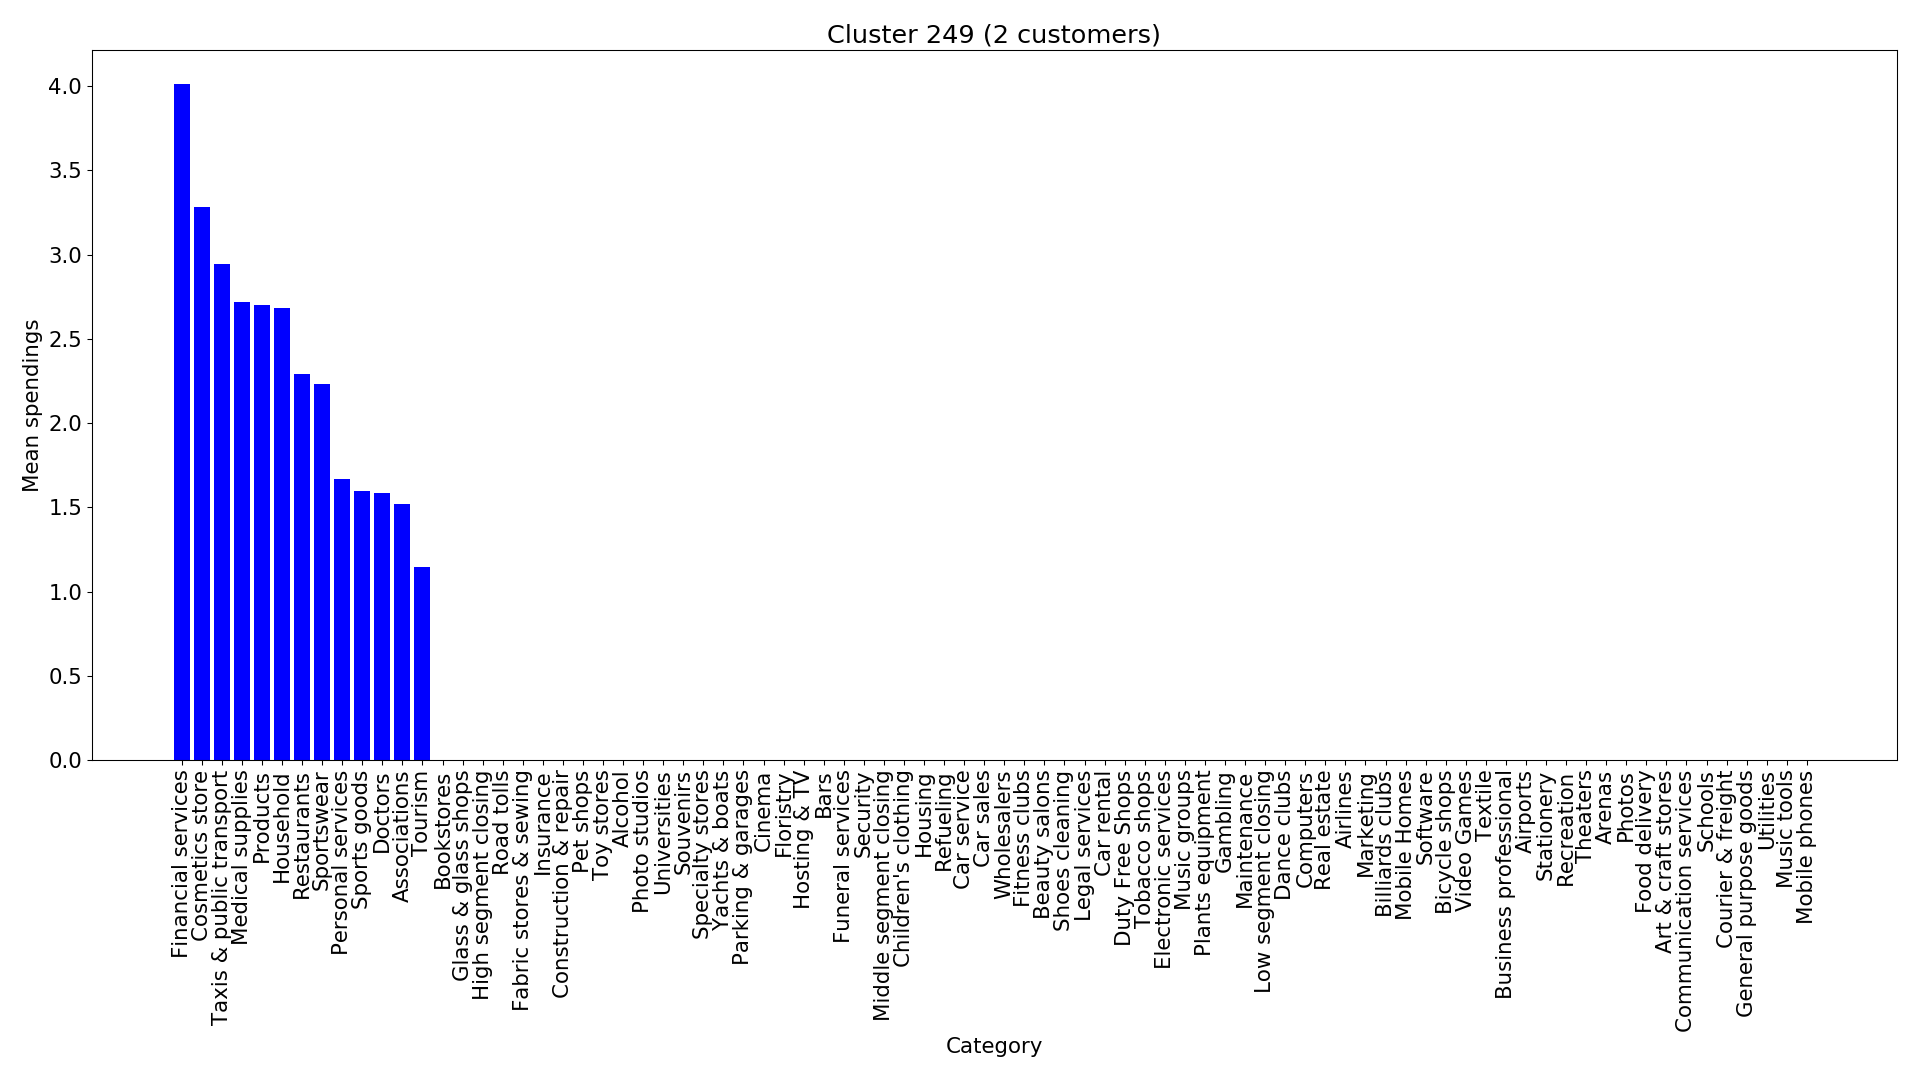 Cluster 249 (2 customers)
4.0
3.5
3.0
2.5
2.0
1.5
1.0
0.5
0.0
Mean spendings
Financial services
Cosmetics store
Taxis & public transport
Medical supplies
Products
Household
Restaurants
Sportswear
Personal services
Sports goods
Doctors
Associations
Tourism
Bookstores
Glass & glass shops
High segment closing
Road tolls
Fabric stores & sewing
Insurance
Construction & repair
Pet shops
Toy stores
Alcohol
Photo studios
Universities
Souvenirs
Specialty stores
Yachts & boats
Parking & garages
Cinema
Floristry
Hosting & TV
Bars
Funeral services
Security
Middle segment closing
Children's clothing
Housing
Refueling
Car service
Car sales
Wholesalers
Fitness clubs
Beauty salons
Shoes cleaning
Legal services
Car rental
Duty Free Shops
Tobacco shops
Electronic services
Music groups
Plants equipment
Gambling
Maintenance
Low segment closing
Dance clubs
Computers
Real estate
Airlines
Marketing
Billiards clubs
Mobile Homes
Software
Bicycle shops
Video Games
Textile
Business professional
Airports
Stationery
Recreation
Theaters
Arenas
Photos
Food delivery
Art & craft stores
Communication services
Schools
Courier & freight
General purpose goods
Utilities
Music tools
Mobile phones
Category